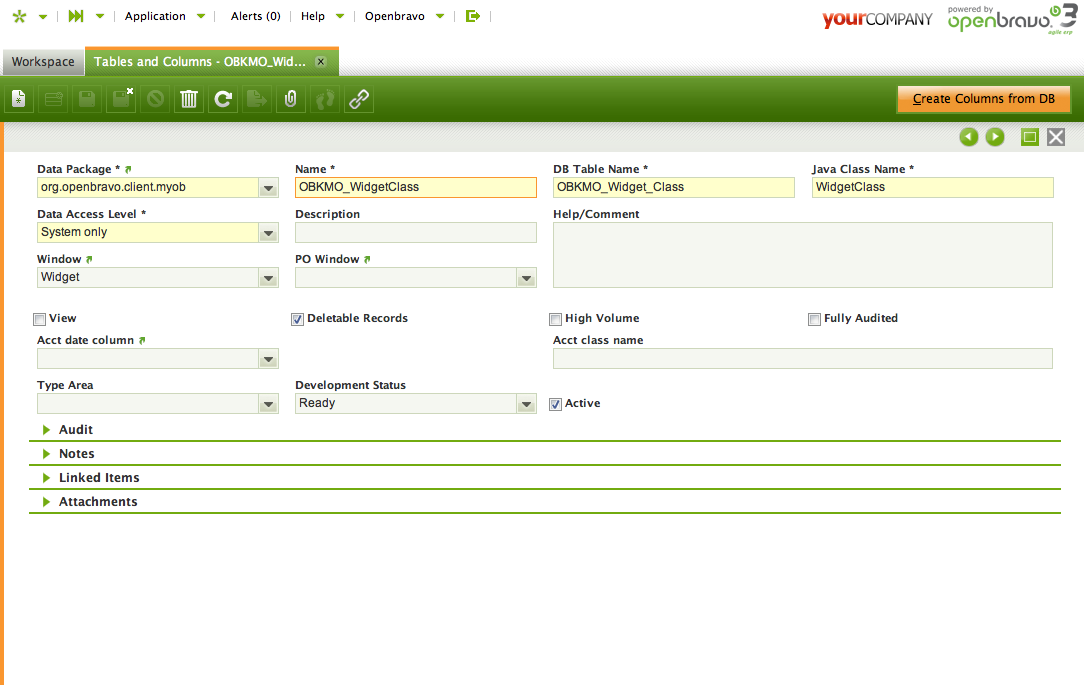 Application Alerts (0) Help Openbravo
yourCOMPANY
powered by
openbravo 3
agile erp
Workspace Tables and Columns - OBKMO_Wid... x
Create Columns from DB
Data Package * Name * DB Table Name * Java Class Name *
org.openbravo.client.myob OBKMO_WidgetClass OBKMO_Widget_Class WidgetClass
Data Access Level * Description Help/Comment
System only
Window PO Window
Widget
View Deletable Records High Volume Fully Audited
Acct date column Acct class name
Type Area Development Status
Ready Active
Audit
Notes
Linked Items
Attachments